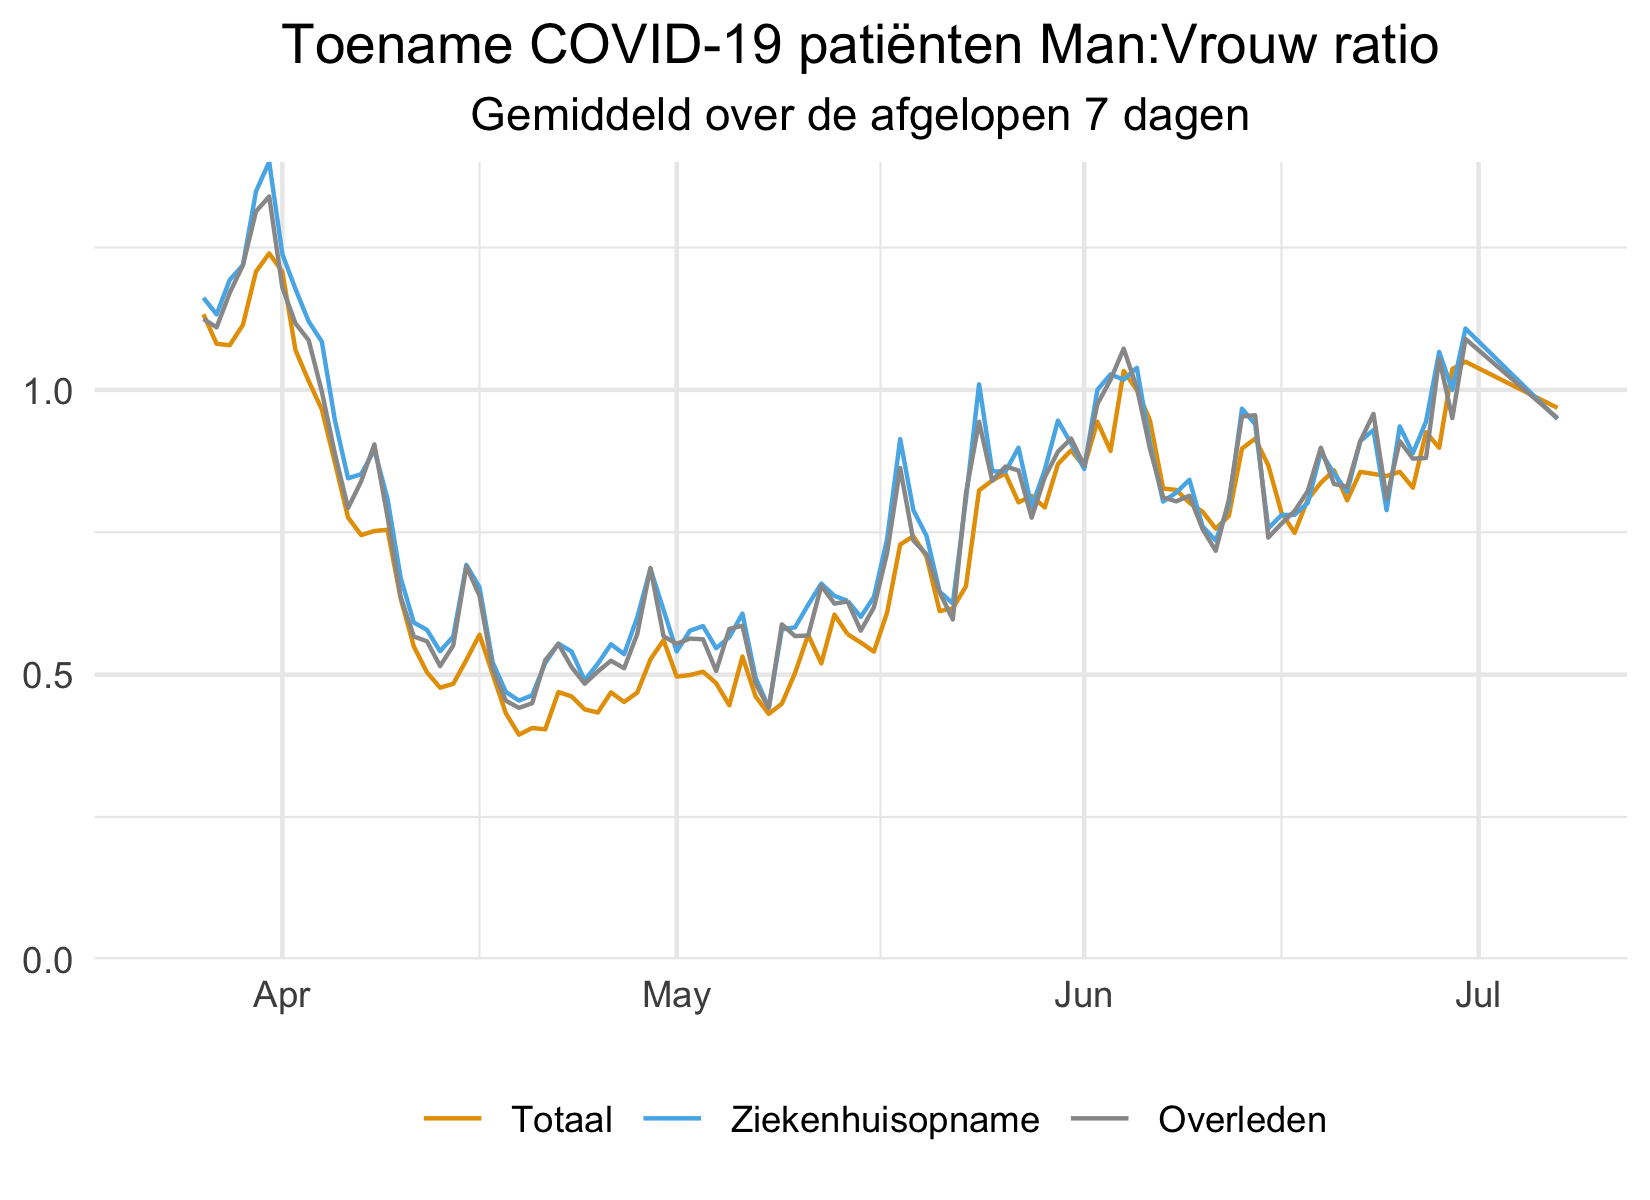 Toename COVID-19 patiënten Man:Vrouw ratio
Gemiddeld over de afgelopen 7 dagen
1.0
0.5
0.0
Apr May Jun Jul
Totaal Ziekenhuisopname Overleden